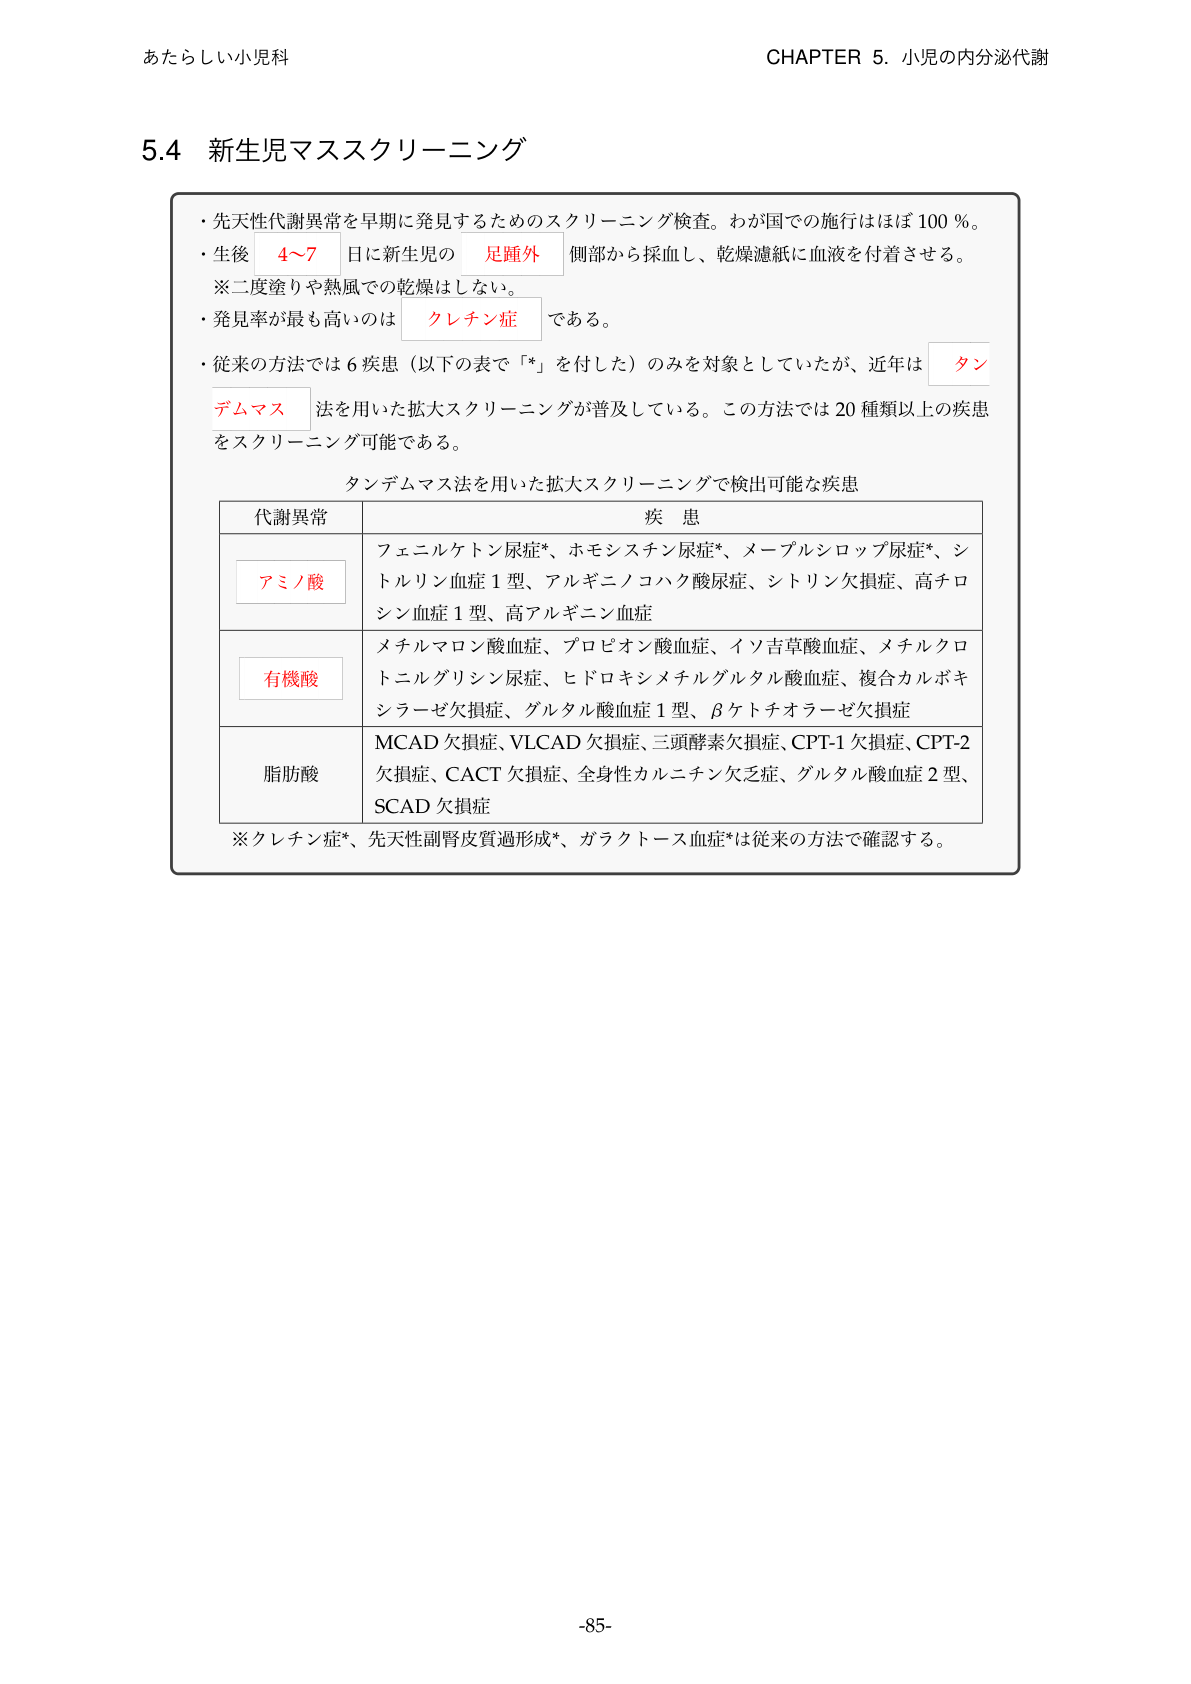 あたらしい小児科
CHAPTER 5. 小児の内分泌代謝
5.4 新生児マススクリーニング
・先天性代謝異常を早期に発見するためのスクリーニング検査。わが国での施行はほぼ 100 %。
・生後 4〜7 日に新生児の 足踵外 側部から採血し、乾燥濾紙に血液を付着させる。
※二度塗りや熱風での乾燥はしない。
・発見率が最も高いのは クレチン症 である。
・従来の方法では 6 疾患（以下の表で「*」を付した）のみを対象としていたが、近年は タン
デムマス 法を用いた拡大スクリーニングが普及している。この方法では 20 種類以上の疾患
をスクリーニング可能である。
タンデムマス法を用いた拡大スクリーニングで検出可能な疾患
代謝異常 疾 患
アミノ酸
フェニルケトン尿症*、ホモシスチン尿症*、メープルシロップ尿症*、シ
トルリン血症 1 型、アルギニノコハク酸尿症、シトリン欠損症、高チロ
シン血症 1 型、高アルギニン血症
有機酸
メチルマロン酸血症、プロピオン酸血症、イソ吉草酸血症、メチルクロ
トニルグリシン尿症、ヒドロキシメチルグルタル酸血症、複合カルボキ
シラーゼ欠損症、グルタル酸血症 1 型、βケトチオラーゼ欠損症
脂肪酸
MCAD 欠損症、VLCAD 欠損症、三頭酵素欠損症、CPT-1 欠損症、CPT-2
欠損症、CACT 欠損症、全身性カルニチン欠乏症、グルタル酸血症 2 型、
SCAD 欠損症
※クレチン症*、先天性副腎皮質過形成*、ガラクトース血症*は従来の方法で確認する。
-85-